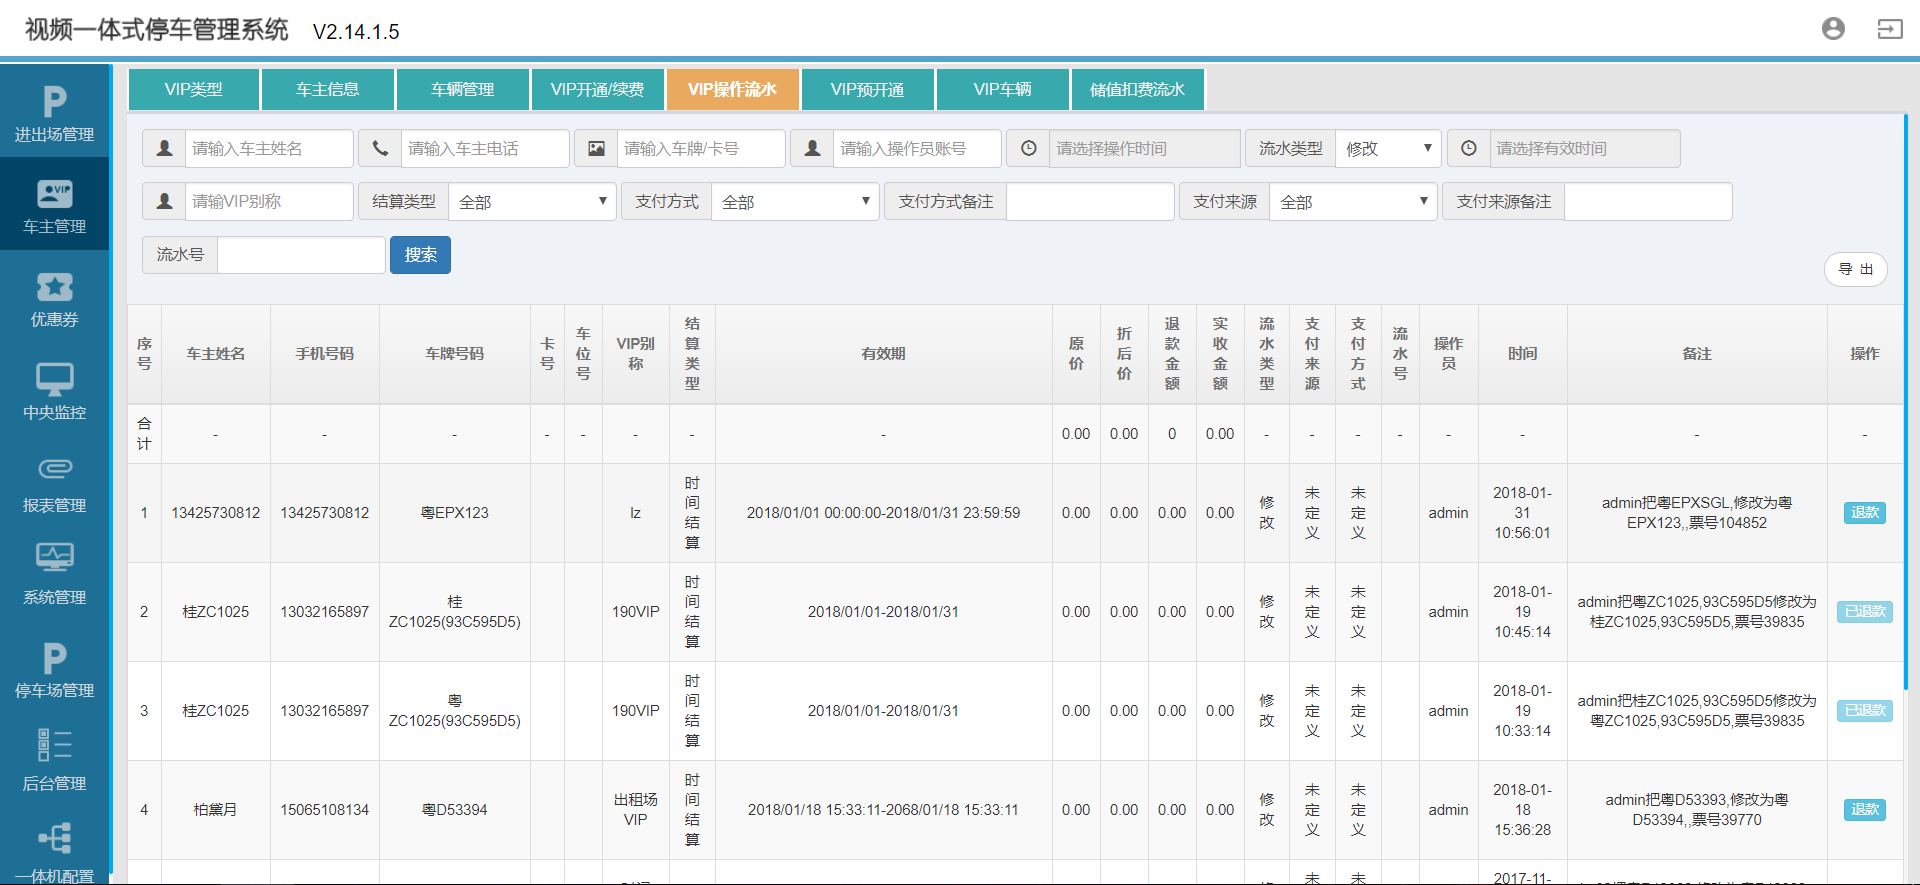 视频一体式停车管理系统 V2.14.1.5
进出场管理
车主管理
优惠券
中央监控
报表管理
系统管理
停车场管理
后台管理
一体机配置
VIP类型 车主信息 车辆管理 VIP开通/续费 VIP操作流水 VIP预开通 VIP车辆 储值扣费流水
请输入车主姓名 请输入车主电话 请输入车牌/卡号 请输入操作员账号 请选择操作时间 流水类型 修改 请选择有效时间
请输VIP别称 结算类型 全部 支付方式 全部 支付方式备注 支付来源 全部 支付来源备注
流水号 搜索
导 出
序号 车主姓名 手机号码 车牌号码 卡号 车位号 VIP别称 结算类型 有效期 原价 折后价 退款金额 实收金额 流水类型 支付来源 支付方式 流水号 操作员 时间 备注 操作
合计 - - - - - - - - 0.00 0.00 0 0.00 - - - - - - - -
1 13425730812 13425730812 粤EPX123 lz 时间结算 2018/01/01 00:00:00-2018/01/31 23:59:59 0.00 0.00 0.00 0.00 修改 未定义 未定义 admin 2018-01-31 10:56:01 admin把粤EPXSGL,修改为粤EPX123,,票号104852 退款
2 桂ZC1025 13032165897 桂ZC1025(93C595D5) 190VIP 时间结算 2018/01/01-2018/01/31 0.00 0.00 0.00 0.00 修改 未定义 未定义 admin 2018-01-19 10:45:14 admin把粤ZC1025,93C595D5修改为桂ZC1025,93C595D5,票号39835 已退款
3 桂ZC1025 13032165897 粤ZC1025(93C595D5) 190VIP 时间结算 2018/01/01-2018/01/31 0.00 0.00 0.00 0.00 修改 未定义 未定义 admin 2018-01-19 10:33:14 admin把桂ZC1025,93C595D5修改为粤ZC1025,93C595D5,票号39835 已退款
4 柏黛月 15065108134 粤D53394 出租场VIP 时间结算 2018/01/18 15:33:11-2068/01/18 15:33:11 0.00 0.00 0.00 0.00 修改 未定义 未定义 admin 2018-01-18 15:36:28 admin把粤D53393,修改为粤D53394,,票号39770 退款
未 未 2017-11-